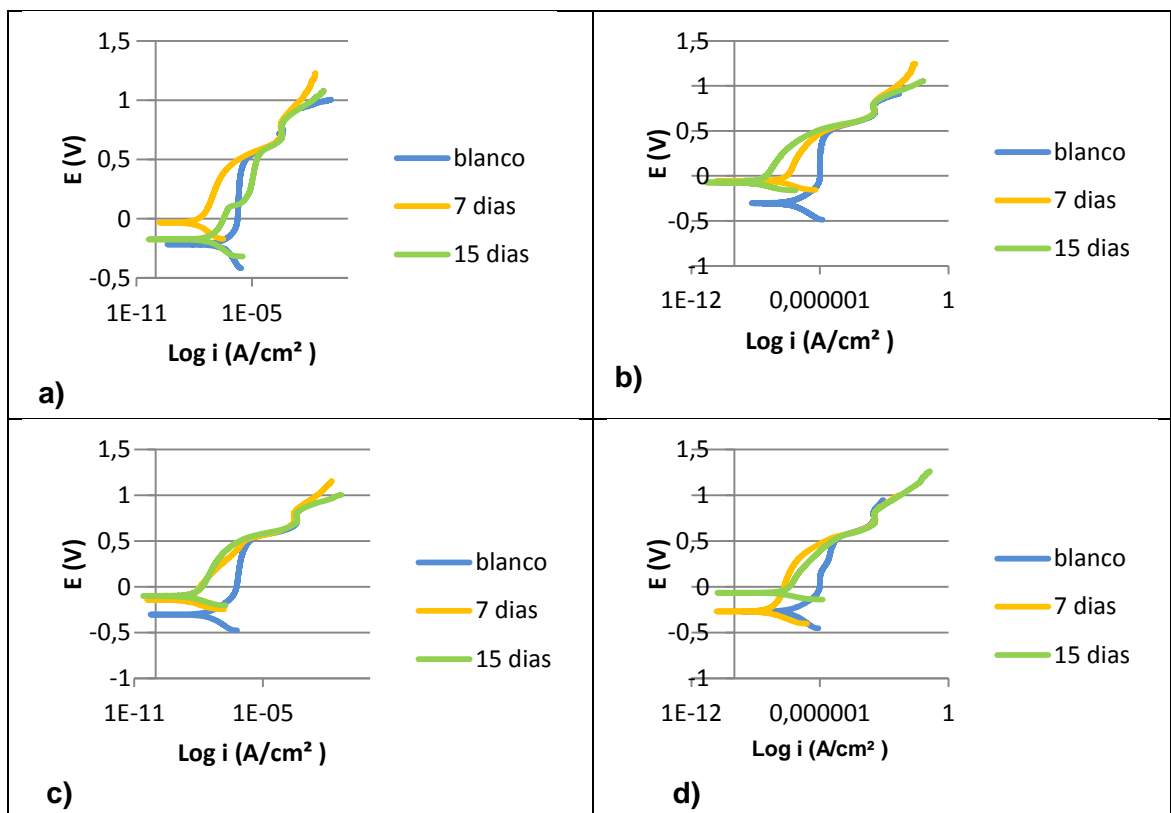 1,5
1
0,5
0
-0,5
E (V)
1E-11 1E-05
Log i (A/cm² )
blanco
7 dias
15 dias
a)
1,5
1
0,5
0
-0,5
-1
E (V)
1E-12 0,000001 1
Log i (A/cm² )
blanco
7 dias
15 dias
b)
1,5
1
0,5
0
-0,5
-1
E (V)
1E-11 1E-05
Log i (A/cm² )
blanco
7 dias
15 dias
c)
1,5
1
0,5
0
-0,5
-1
E (V)
1E-12 0,000001 1
Log i (A/cm² )
blanco
7 dias
15 dias
d)